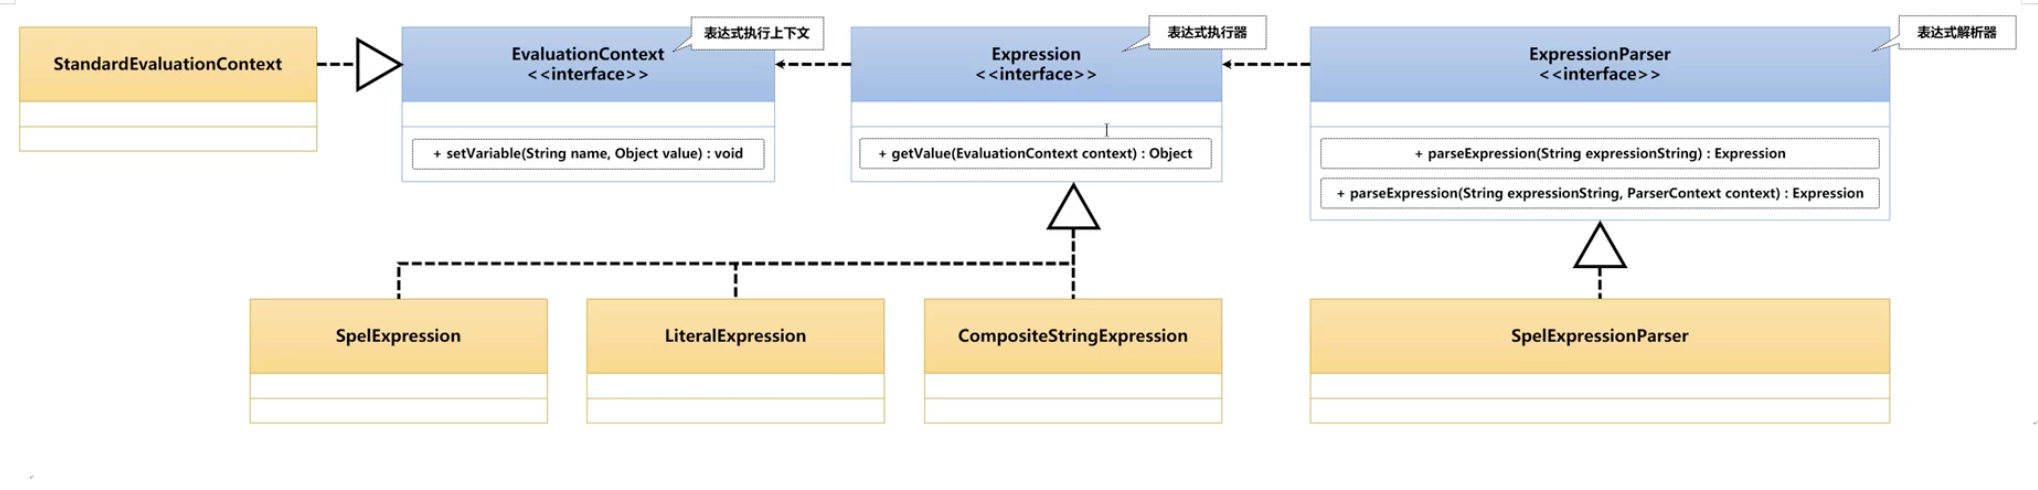 表达式执行上下文
表达式执行器
表达式解析器
StandardEvaluationContext
EvaluationContext
<<interface>>
Expression
<<interface>>
ExpressionParser
<<interface>>
+ setVariable(String name, Object value) : void
+ getValue(EvaluationContext context) : Object
+ parseExpression(String expressionString) : Expression
+ parseExpression(String expressionString, ParserContext context) : Expression
SpelExpression
LiteralExpression
CompositeStringExpression
SpelExpressionParser